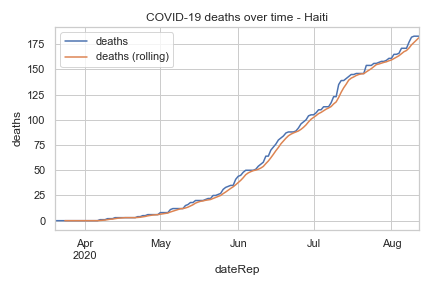 COVID-19 deaths over time - Haiti
deaths
deaths (rolling)
175
150
125
100
75
50
25
0
deaths
Apr
2020
May
Jun
Jul
Aug
dateRep